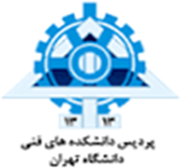 ۱۳ ۱۳
پردیس دانشکده های فنی
دانشگاه تهران